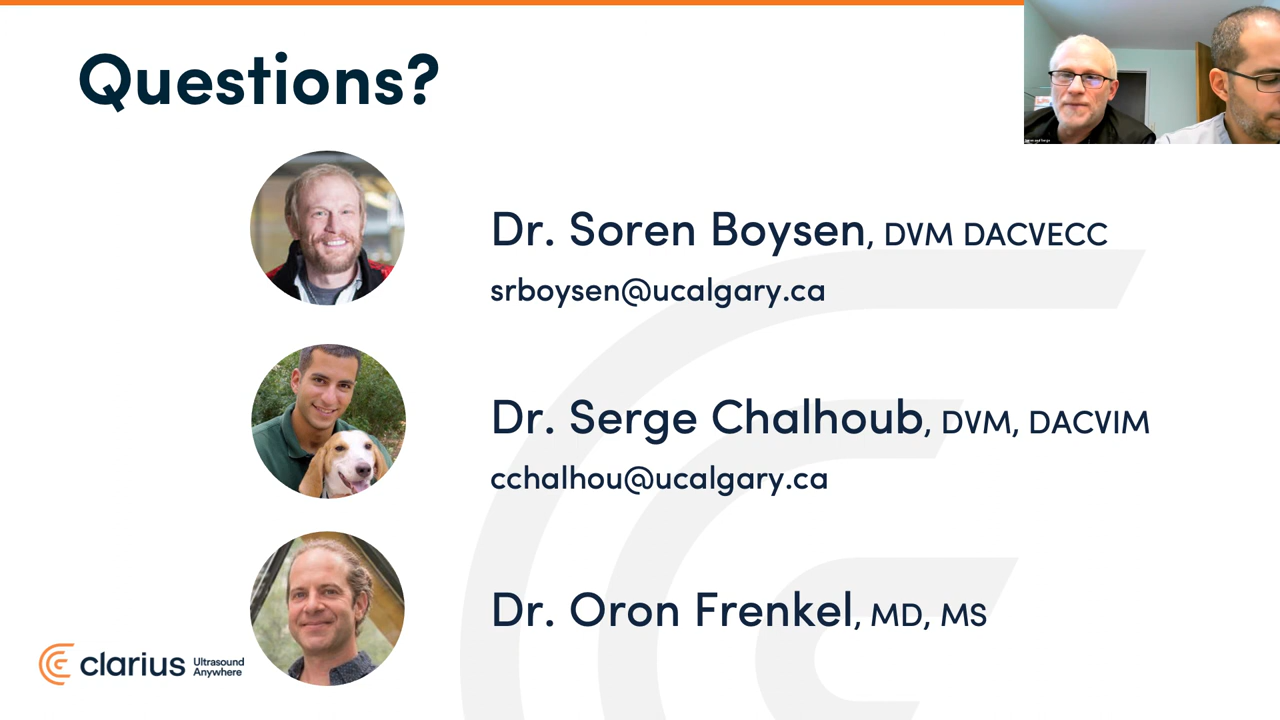 Questions?
Dr. Soren Boysen, DVM DACVECC
srboysen@ucalgary.ca
Dr. Serge Chalhoub, DVM, DACVIM
cchalhou@ucalgary.ca
Dr. Oron Frenkel, MD, MS
clarius Ultrasound
Anywhere